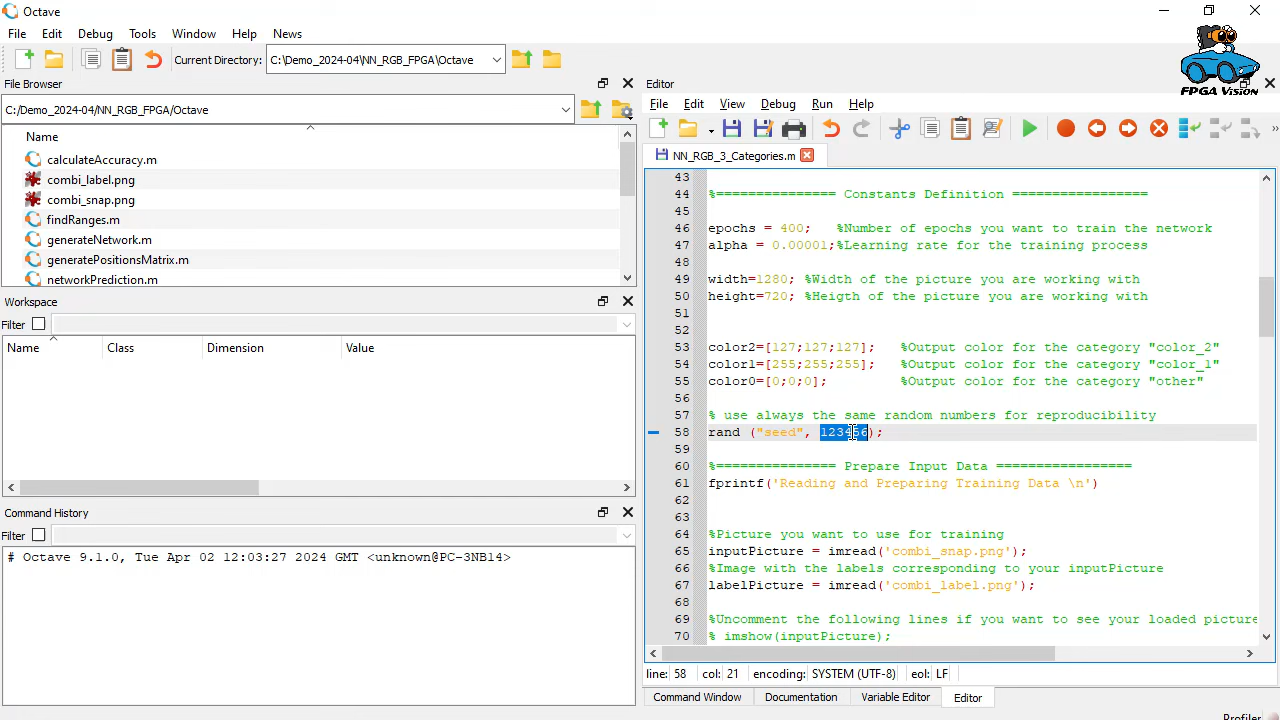 Octave
File Edit Debug Tools Window Help News
Current Directory: C:\Demo_2024-04\NN_RGB_FPGA\Octave
FPGA Vision
File Browser
C:/Demo_2024-04/NN_RGB_FPGA/Octave
Name
calculateAccuracy.m
combi_label.png
combi_snap.png
findRanges.m
generateNetwork.m
generatePositionsMatrix.m
networkPrediction.m
Workspace
Filter
Name Class Dimension Value
Command History
Filter
# Octave 9.1.0, Tue Apr 02 12:03:27 2024 GMT <unknown@PC-3NB14>
Editor
File Edit View Debug Run Help
NN_RGB_3_Categories.m
43
44 %=============== Constants Definition =================
45
46 epochs = 400; %Number of epochs you want to train the network
47 alpha = 0.00001;%Learning rate for the training process
48
49 width=1280; %Width of the picture you are working with
50 height=720; %Heigth of the picture you are working with
51
52
53 color2=[127;127;127]; %Output color for the category "color_2"
54 color1=[255;255;255]; %Output color for the category "color_1"
55 color0=[0;0;0]; %Output color for the category "other"
56
57 % use always the same random numbers for reproducibility
58 rand ("seed", 123456);
59
60 %=============== Prepare Input Data =================
61 fprintf('Reading and Preparing Training Data \n')
62
63
64 %Picture you want to use for training
65 inputPicture = imread('combi_snap.png');
66 %Image with the labels corresponding to your inputPicture
67 labelPicture = imread('combi_label.png');
68
69 %Uncomment the following lines if you want to see your loaded picture
70 % imshow(inputPicture);
line: 58 col: 21 encoding: SYSTEM (UTF-8) eol: LF
Command Window Documentation Variable Editor Editor
Profiler